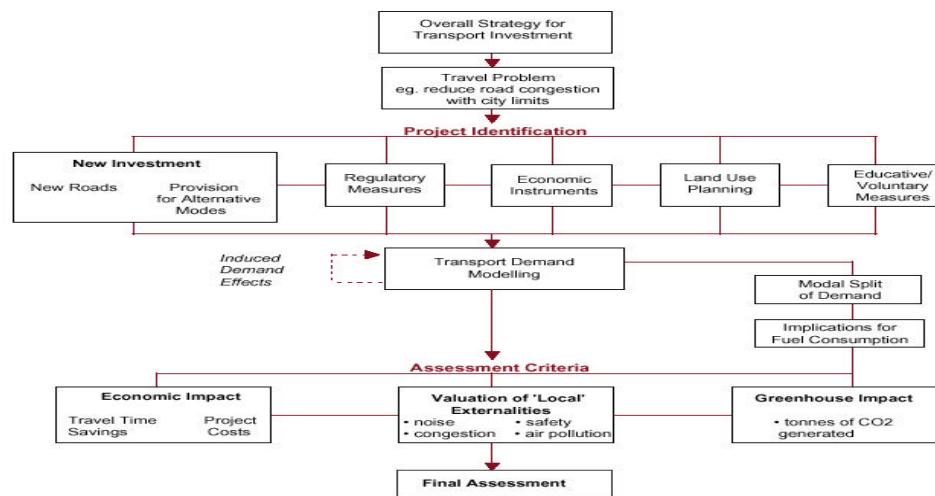 Overall Strategy for
Transport Investment
Travel Problem
eg. reduce road congestion
with city limits
Project Identification
New Investment
New Roads
Provision
for Alternative
Modes
Regulatory
Measures
Economic
Instruments
Land Use
Planning
Educative/
Voluntary
Measures
Induced
Demand
Effects
Transport Demand
Modelling
Modal Split
of Demand
Implications for
Fuel Consumption
Assessment Criteria
Economic Impact
Travel Time
Savings
Project
Costs
Valuation of 'Local'
Externalities
• noise • safety
• congestion • air pollution
Greenhouse Impact
• tonnes of CO2
generated
Final Assessment